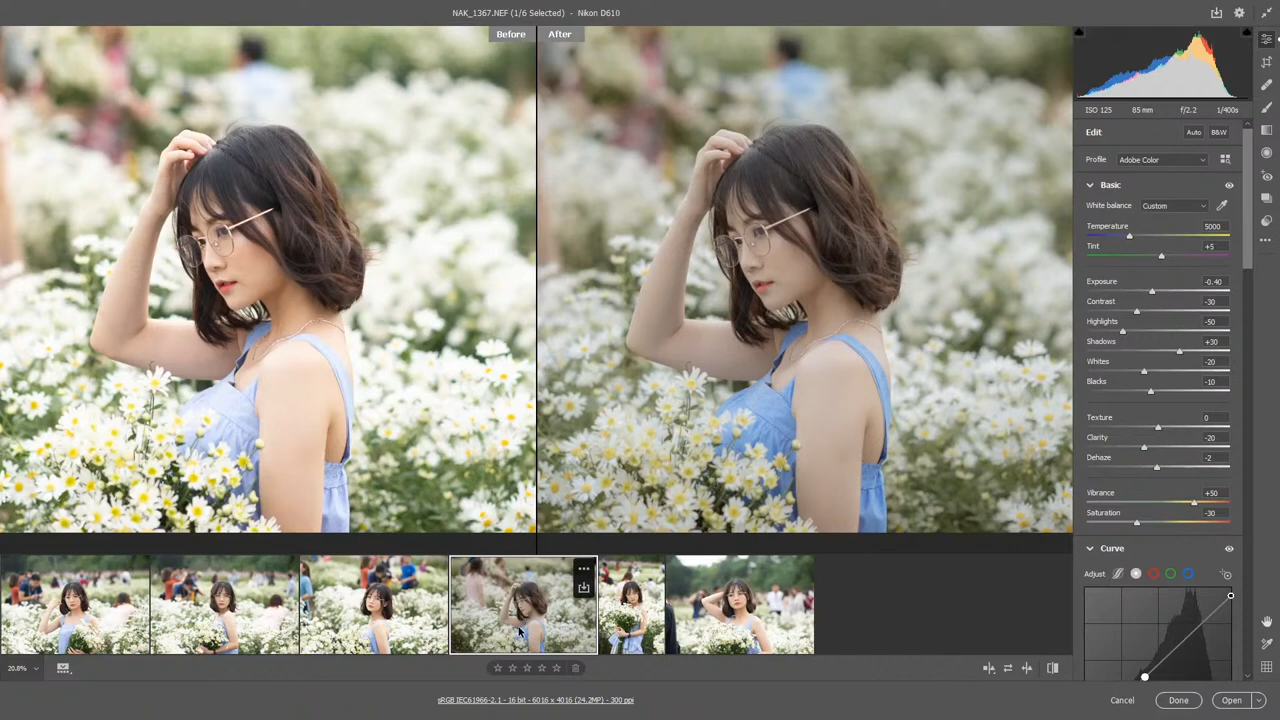 NAK_1367.NEF (1/6 Selected) - Nikon D610
Before
After
ISO 125 85 mm f/2.2 1/400s
Edit
Auto
B&W
Profile Adobe Color
Basic
White balance Custom
Temperature 5000
Tint +5
Exposure -0.40
Contrast -30
Highlights -50
Shadows +30
Whites -20
Blacks -10
Texture 0
Clarity -20
Dehaze -2
Vibrance +50
Saturation -30
Curve
Adjust
20.8%
sRGB IEC61966-2.1 - 16 bit - 6016 x 4016 (24.2MP) - 300 ppi
Cancel
Done
Open